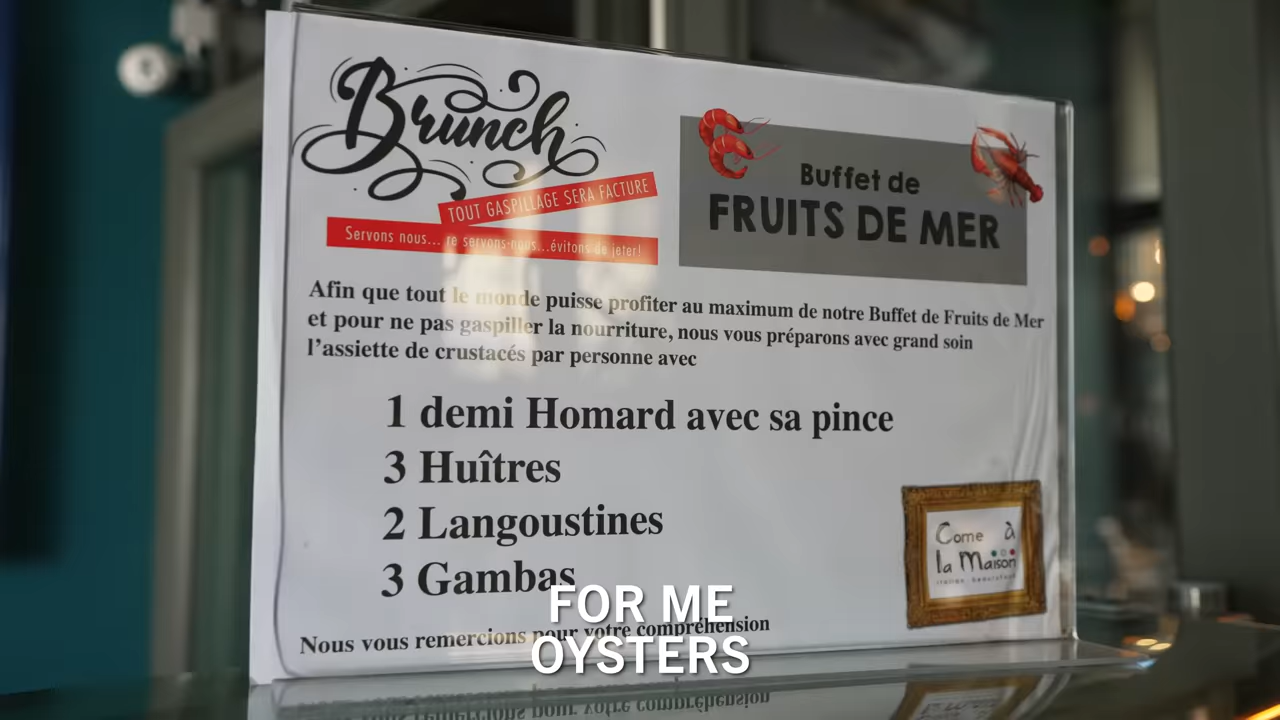 Brunch
TOUT GASPILLAGE SERA FACTURE
Servons nous... re servons-nous...évitons de jeter!
Buffet de
FRUITS DE MER
Afin que tout le monde puisse profiter au maximum de notre Buffet de Fruits de Mer
et pour ne pas gaspiller la nourriture, nous vous préparons avec grand soin
l'assiette de crustacés par personne avec
1 demi Homard avec sa pince
3 Huîtres
2 Langoustines
3 Gambas
Come à
la Maison
Nous vous remercions pour votre compréhension
FOR ME
OYSTERS